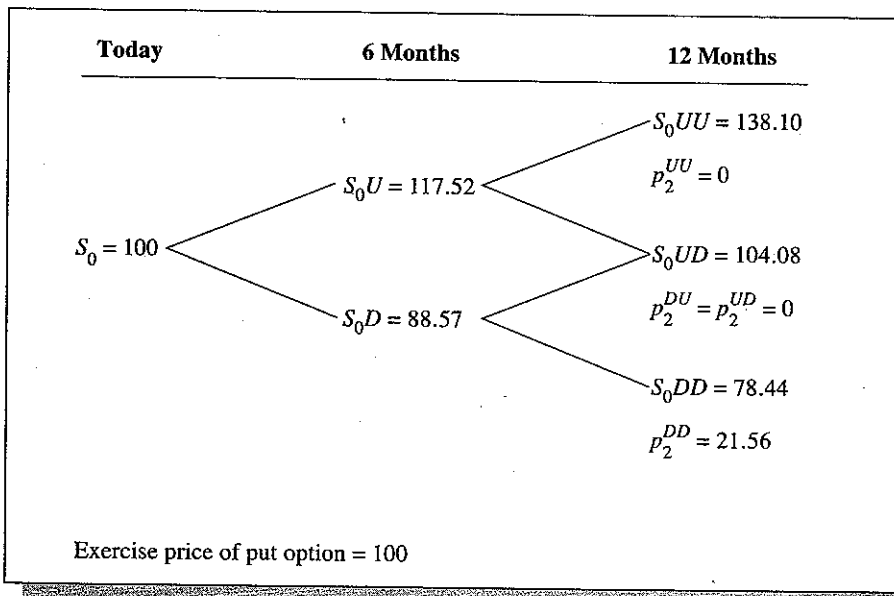 Today 6 Months 12 Months
S₀UU = 138.10
p₂ᵁᵁ = 0
S₀U = 117.52
S₀ = 100
S₀UD = 104.08
p₂ᴰᵁ = p₂ᵁᴰ = 0
S₀D = 88.57
S₀DD = 78.44
p₂ᴰᴰ = 21.56
Exercise price of put option = 100